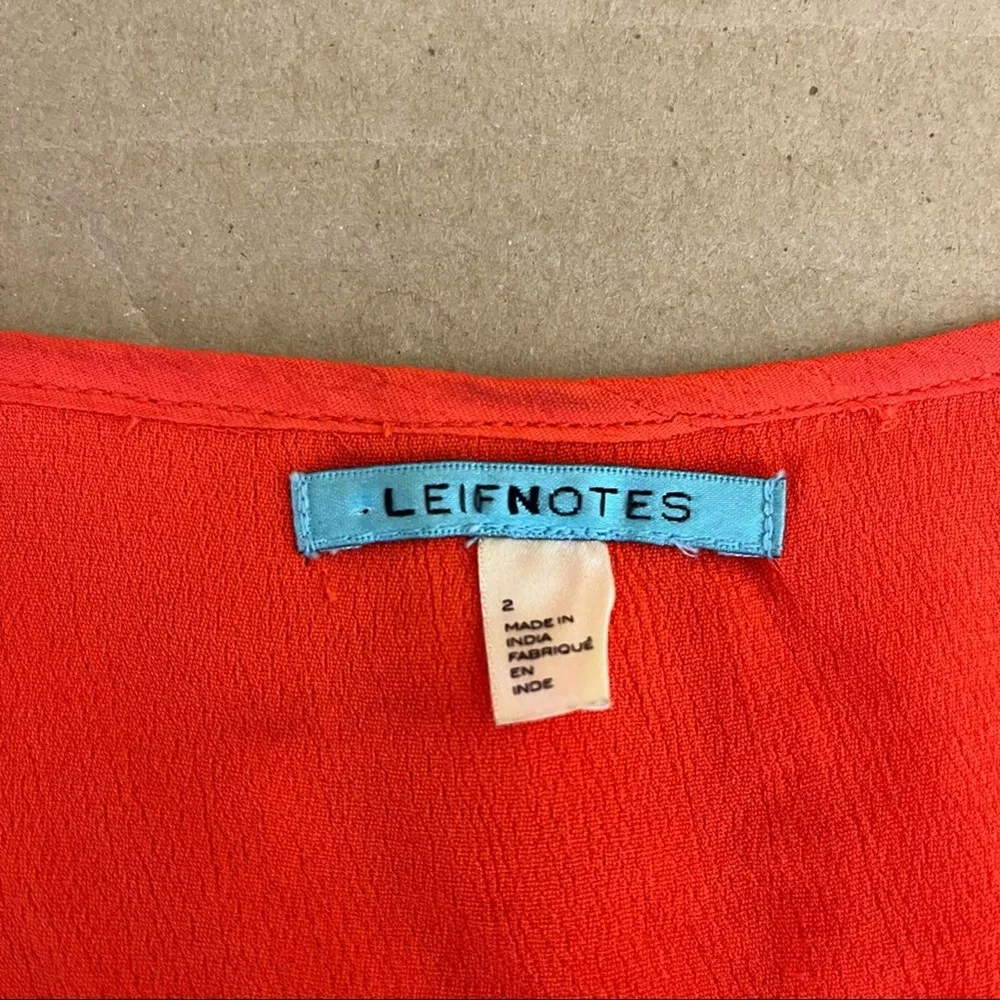 LEIFNOTES
2
MADE IN
INDIA
FABRIQUÉ
EN
INDE